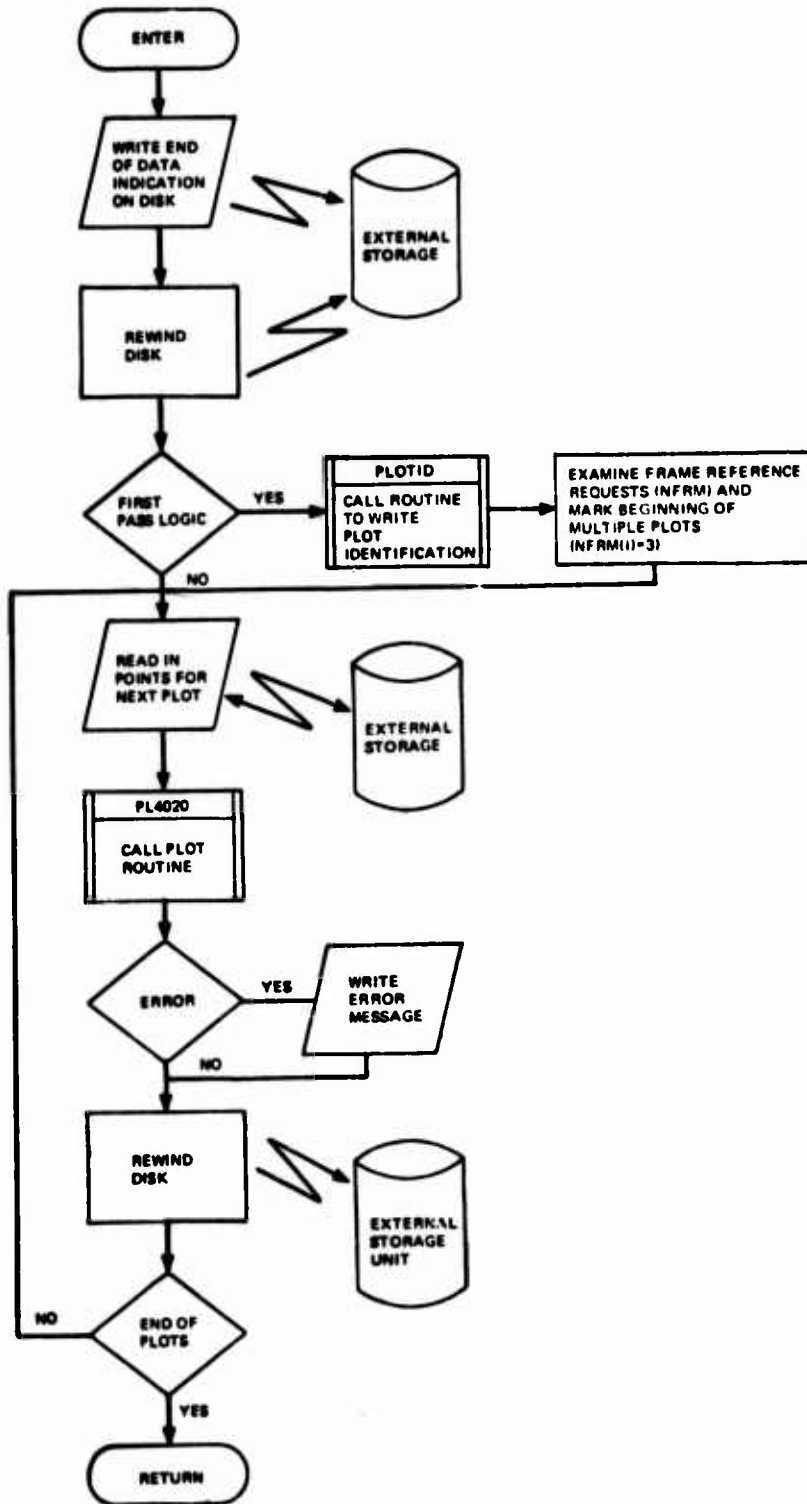 ENTER
WRITE END
OF DATA
INDICATION
ON DISK
EXTERNAL
STORAGE
REWIND
DISK
FIRST
PASS LOGIC
YES
PLOTID
CALL ROUTINE
TO WRITE
PLOT
IDENTIFICATION
EXAMINE FRAME REFERENCE
REQUESTS (NFRM) AND
MARK BEGINNING OF
MULTIPLE PLOTS
(NFRM(I)=3)
NO
READ IN
POINTS FOR
NEXT PLOT
EXTERNAL
STORAGE
PL4020
CALL PLOT
ROUTINE
ERROR
YES
WRITE
ERROR
MESSAGE
NO
REWIND
DISK
EXTERNAL
STORAGE
UNIT
NO
END OF
PLOTS
YES
RETURN